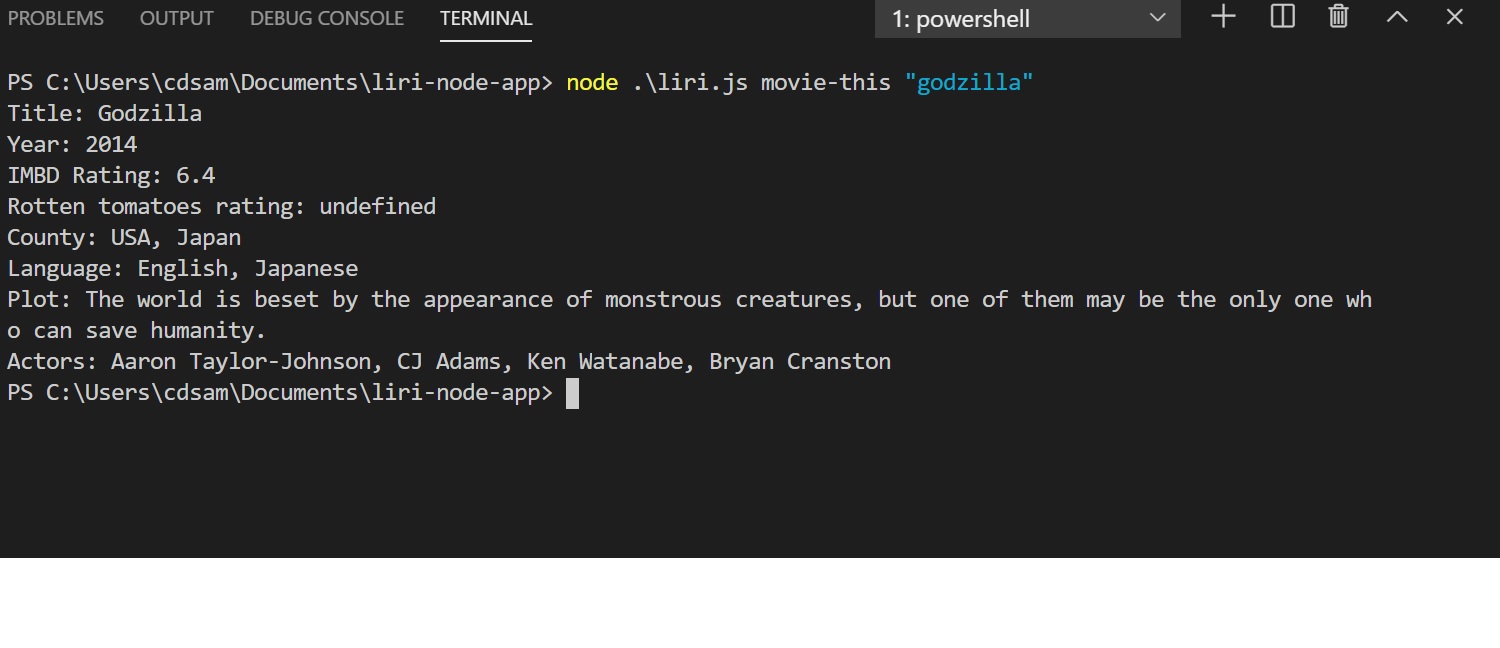 PROBLEMS OUTPUT DEBUG CONSOLE TERMINAL 1: powershell
PS C:\Users\cdsam\Documents\liri-node-app> node .\liri.js movie-this "godzilla"
Title: Godzilla
Year: 2014
IMBD Rating: 6.4
Rotten tomatoes rating: undefined
County: USA, Japan
Language: English, Japanese
Plot: The world is beset by the appearance of monstrous creatures, but one of them may be the only one wh
o can save humanity.
Actors: Aaron Taylor-Johnson, CJ Adams, Ken Watanabe, Bryan Cranston
PS C:\Users\cdsam\Documents\liri-node-app>